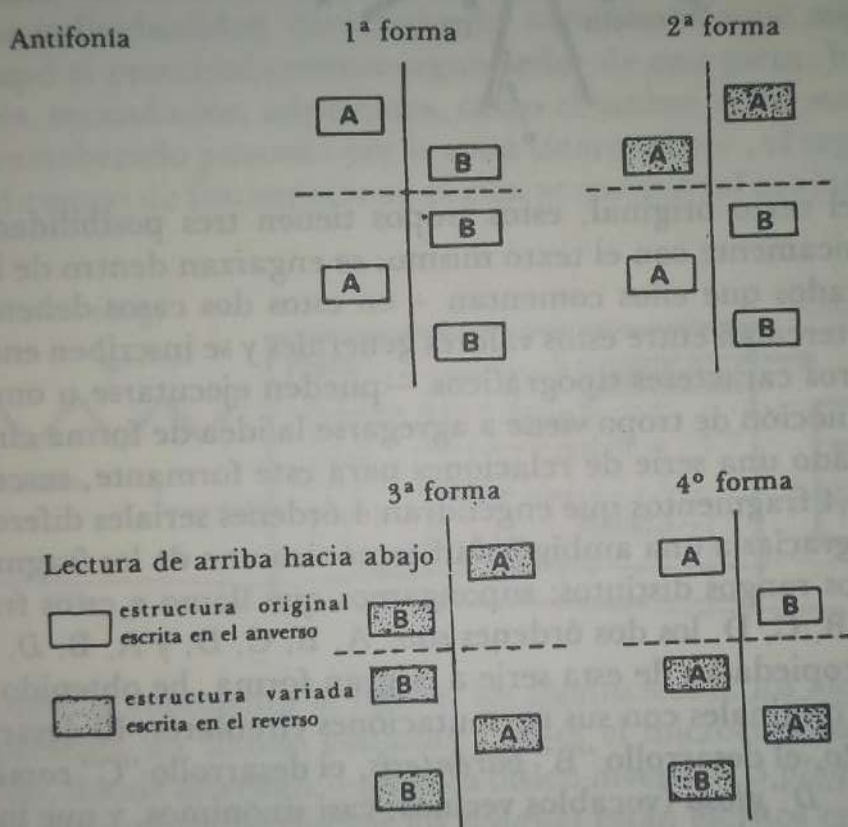 Antifonía
1ª forma
2ª forma
A
A
B
A
B
B
A
A
B
B
3ª forma
4º forma
Lectura de arriba hacia abajo
A
A
estructura original
escrita en el anverso
B
B
B
A
estructura variada
escrita en el reverso
A
A
B
B